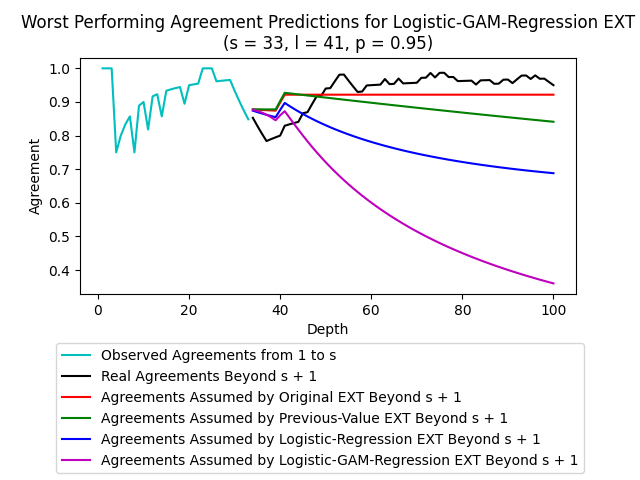 Worst Performing Agreement Predictions for Logistic-GAM-Regression EXT
(s = 33, l = 41, p = 0.95)
1.0
0.9
0.8
0.7
0.6
0.5
0.4
Agreement
0 20 40 60 80 100
Depth
Observed Agreements from 1 to s
Real Agreements Beyond s + 1
Agreements Assumed by Original EXT Beyond s + 1
Agreements Assumed by Previous-Value EXT Beyond s + 1
Agreements Assumed by Logistic-Regression EXT Beyond s + 1
Agreements Assumed by Logistic-GAM-Regression EXT Beyond s + 1